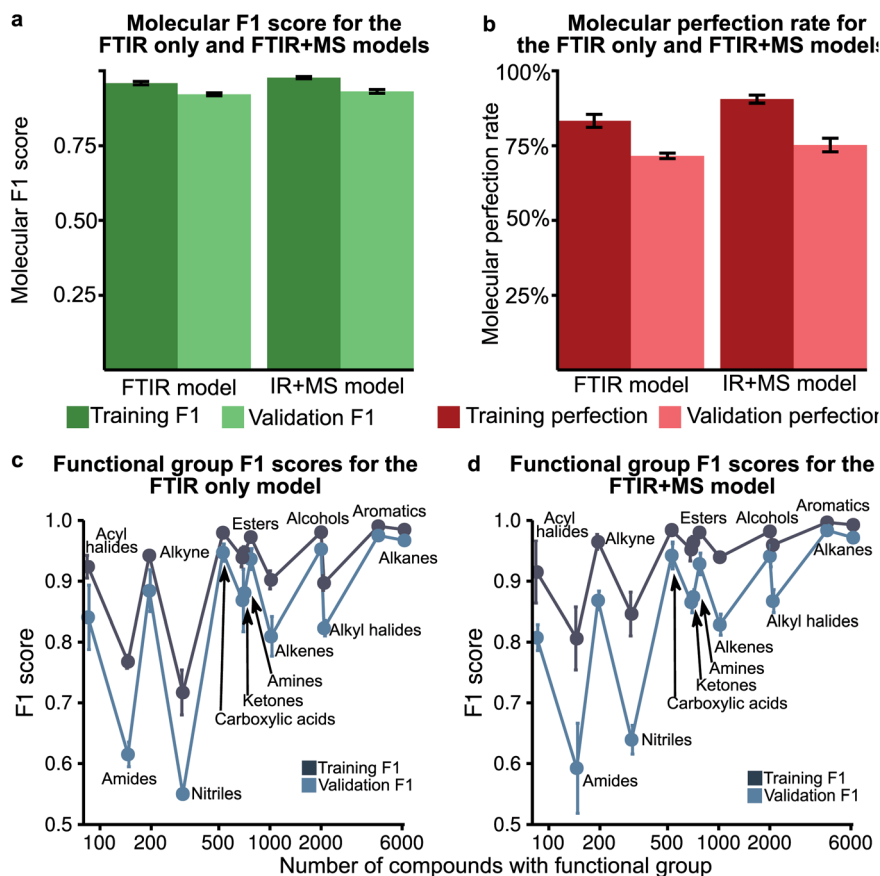 a
Molecular F1 score for the
FTIR only and FTIR+MS models
Molecular F1 score
0.75
0.50
0.25
FTIR model
IR+MS model
Training F1
Validation F1
b
Molecular perfection rate for
the FTIR only and FTIR+MS models
Molecular perfection rate
100%
75%
50%
25%
FTIR model
IR+MS model
Training perfection
Validation perfection
c
Functional group F1 scores for the
FTIR only model
F1 score
1.0
0.9
0.8
0.7
0.6
0.5
Acyl
halides
Alkyne
Esters
Alcohols
Aromatics
Alkanes
Alkyl halides
Alkenes
Amines
Ketones
Carboxylic acids
Amides
Nitriles
Training F1
Validation F1
100
200
500
1000
2000
6000
d
Functional group F1 scores for the
FTIR+MS model
F1 score
1.0
0.9
0.8
0.7
0.6
0.5
Acyl
halides
Alkyne
Esters
Alcohols
Aromatics
Alkanes
Alkyl halides
Alkenes
Amines
Ketones
Carboxylic acids
Nitriles
Amides
Training F1
Validation F1
100
200
500
1000
2000
6000
Number of compounds with functional group